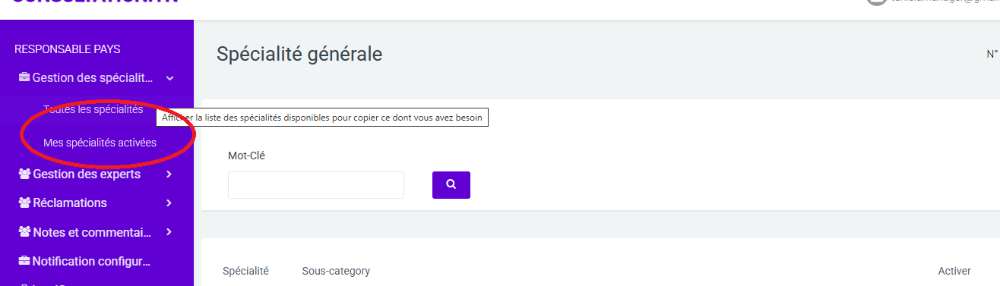 RESPONSABLE PAYS
Gestion des spécialit...
Toutes les spécialités
Mes spécialités activées
Gestion des experts
Réclamations
Notes et commentai...
Notification configur...
Spécialité générale
N°
Afficher la liste des spécialités disponibles pour copier ce dont vous avez besoin
Mot-Clé
Spécialité Sous-category Activer